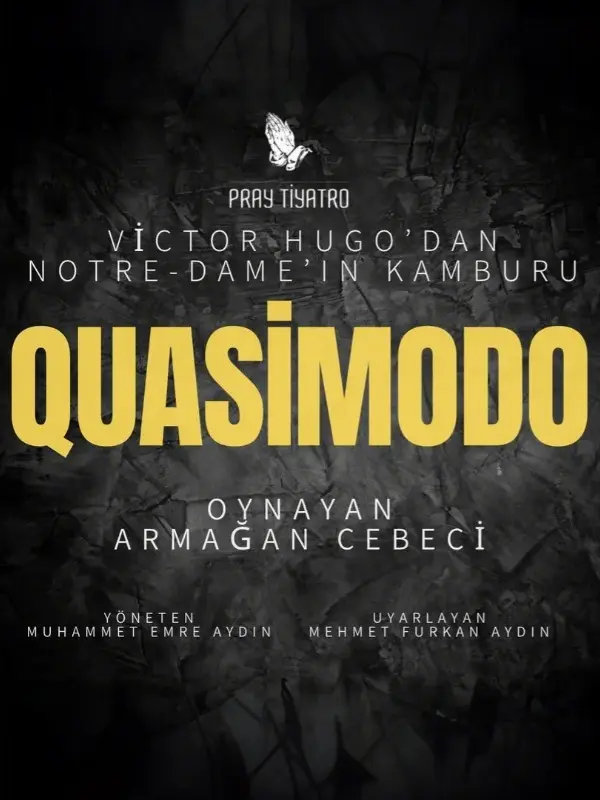 PRAY TİYATRO
VİCTOR HUGO'DAN
NOTRE-DAME'IN KAMBURU
QUASİMODO
OYNAYAN
ARMAĞAN CEBECİ
YÖNETEN
MUHAMMET EMRE AYDIN
UYARLAYAN
MEHMET FURKAN AYDIN